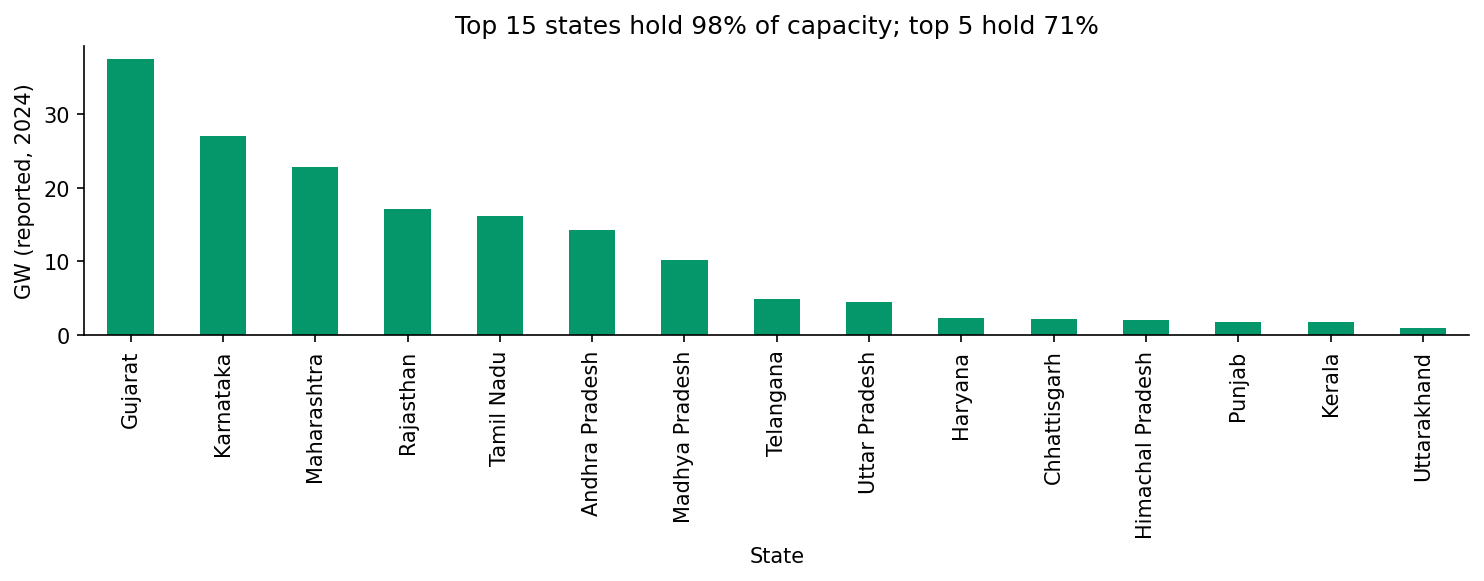 Top 15 states hold 98% of capacity; top 5 hold 71%
GW (reported, 2024)
30
20
10
0
Gujarat
Karnataka
Maharashtra
Rajasthan
Tamil Nadu
Andhra Pradesh
Madhya Pradesh
Telangana
Uttar Pradesh
Haryana
Chhattisgarh
Himachal Pradesh
Punjab
Kerala
Uttarakhand
State